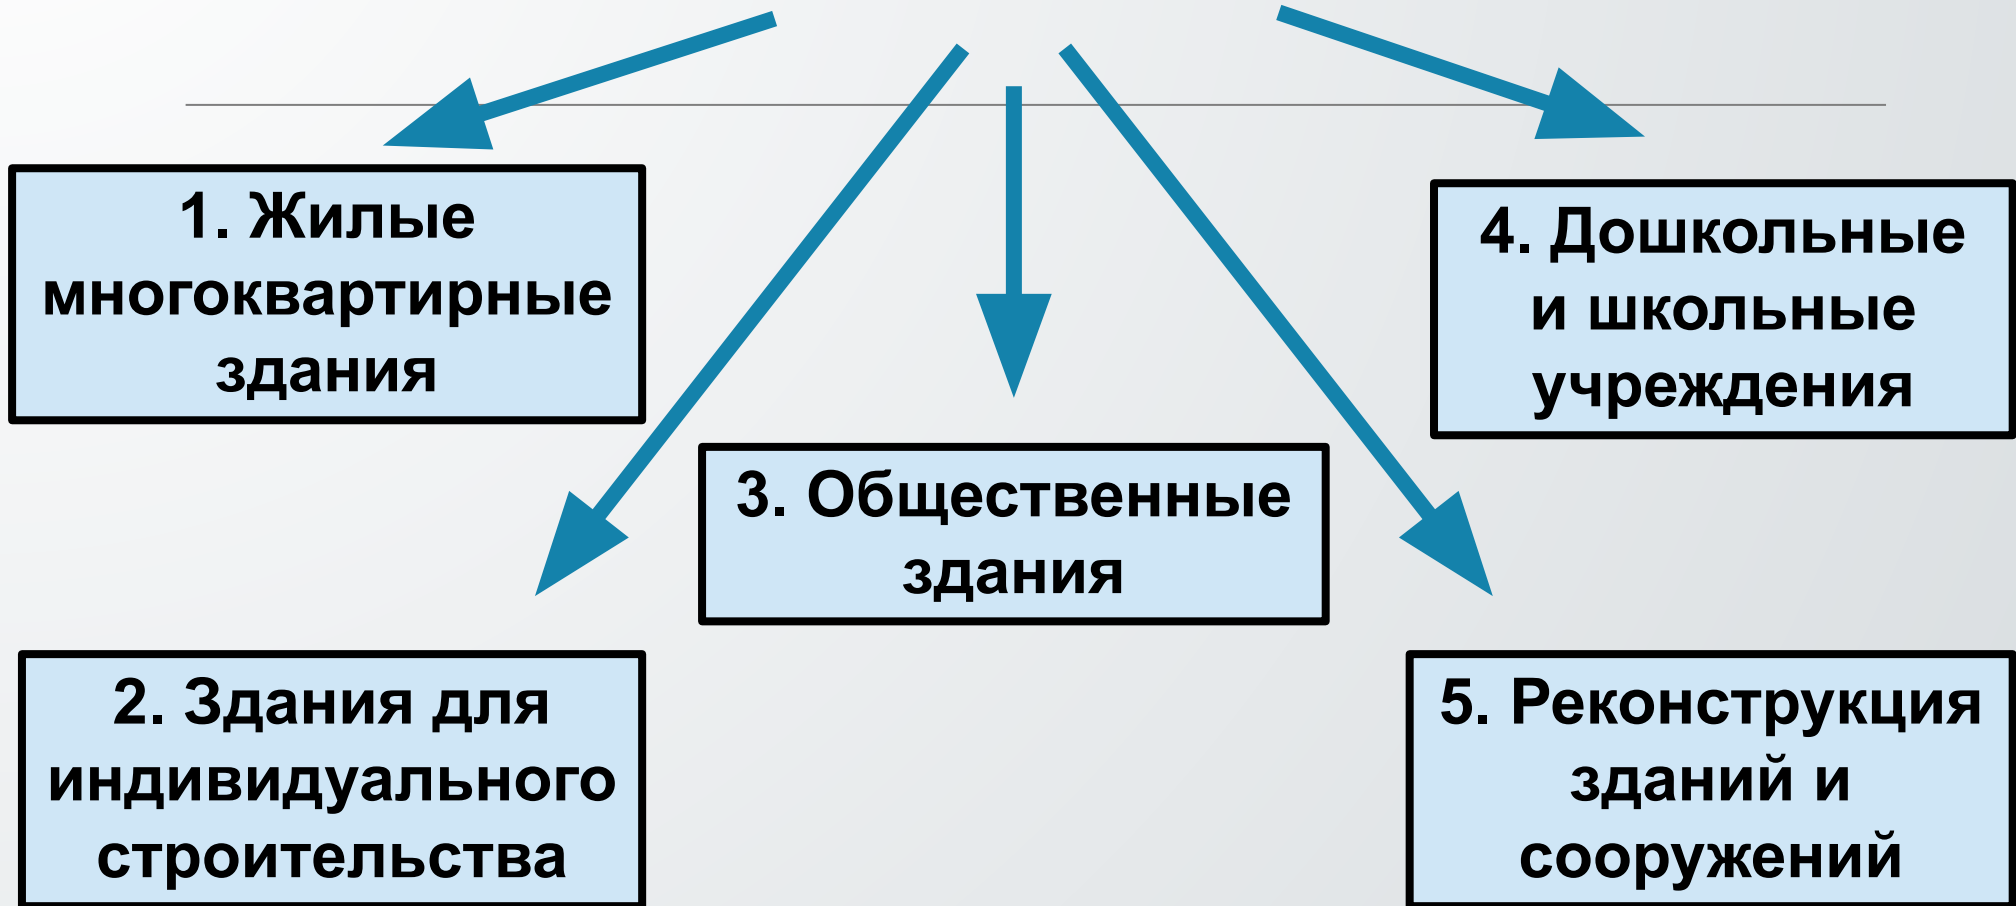 1. Жилые
многоквартирные
здания
2. Здания для
индивидуального
строительства
3. Общественные
здания
4. Дошкольные
и школьные
учреждения
5. Реконструкция
зданий и
сооружений